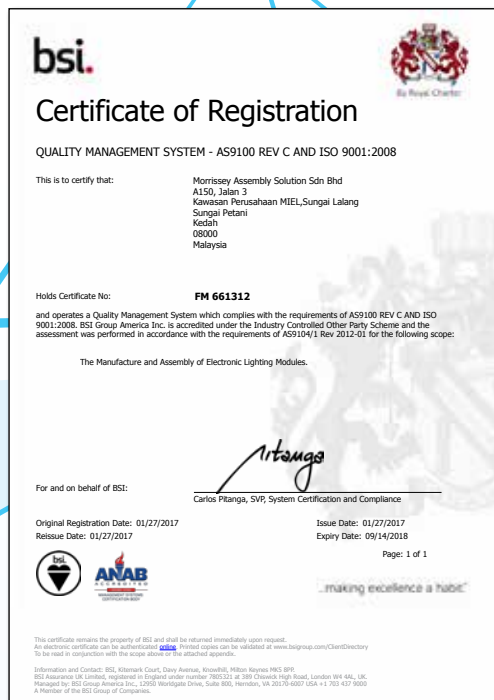 bsi.
By Royal Charter
Certificate of Registration
QUALITY MANAGEMENT SYSTEM - AS9100 REV C AND ISO 9001:2008
This is to certify that:
Morrissey Assembly Solution Sdn Bhd
A150, Jalan 3
Kawasan Perusahaan MIEL,Sungai Lalang
Sungai Petani
Kedah
08000
Malaysia
Holds Certificate No:
FM 661312
and operates a Quality Management System which complies with the requirements of AS9100 REV C AND ISO
9001:2008. BSI Group America Inc. is accredited under the Industry Controlled Other Party Scheme and the
assessment was performed in accordance with the requirements of AS9104/1 Rev 2012-01 for the following scope:
The Manufacture and Assembly of Electronic Lighting Modules.
Pitanga
For and on behalf of BSI:
Carlos Pitanga, SVP, System Certification and Compliance
Original Registration Date: 01/27/2017
Issue Date: 01/27/2017
Reissue Date: 01/27/2017
Expiry Date: 09/14/2018
Page: 1 of 1
bsi.
ANAB
ACCREDITED
MANAGEMENT SYSTEMS
CERTIFICATION BODY
...making excellence a habit.™
This certificate remains the property of BSI and shall be returned immediately upon request.
An electronic certificate can be authenticated online. Printed copies can be validated at www.bsigroup.com/ClientDirectory
To be read in conjunction with the scope above or the attached appendix.
Information and Contact: BSI, Kitemark Court, Davy Avenue, Knowlhill, Milton Keynes MK5 8PP.
BSI Assurance UK Limited, registered in England under number 7805321 at 389 Chiswick High Road, London W4 4AL, UK.
Managed by: BSI Group America Inc., 12950 Worldgate Drive, Suite 800, Herndon, VA 20170-6007 USA +1 703 437 9000
A Member of the BSI Group of Companies.